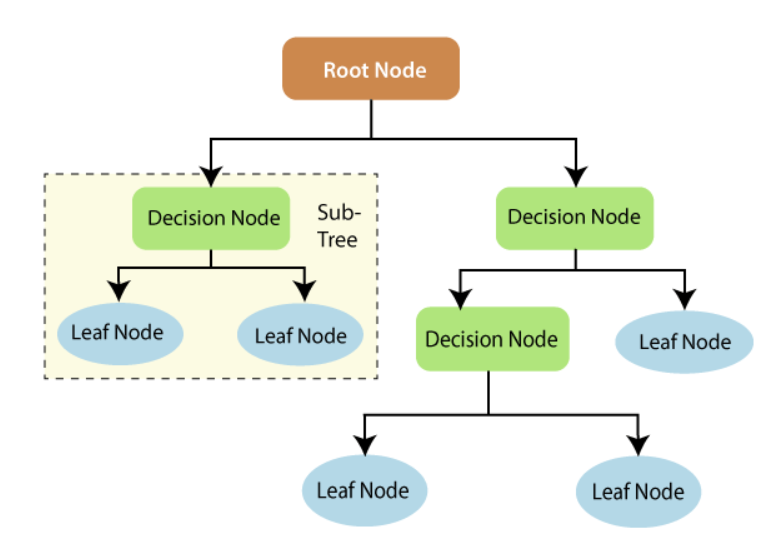 Root Node
Decision Node
Sub-
Tree
Decision Node
Leaf Node
Leaf Node
Decision Node
Leaf Node
Leaf Node
Leaf Node